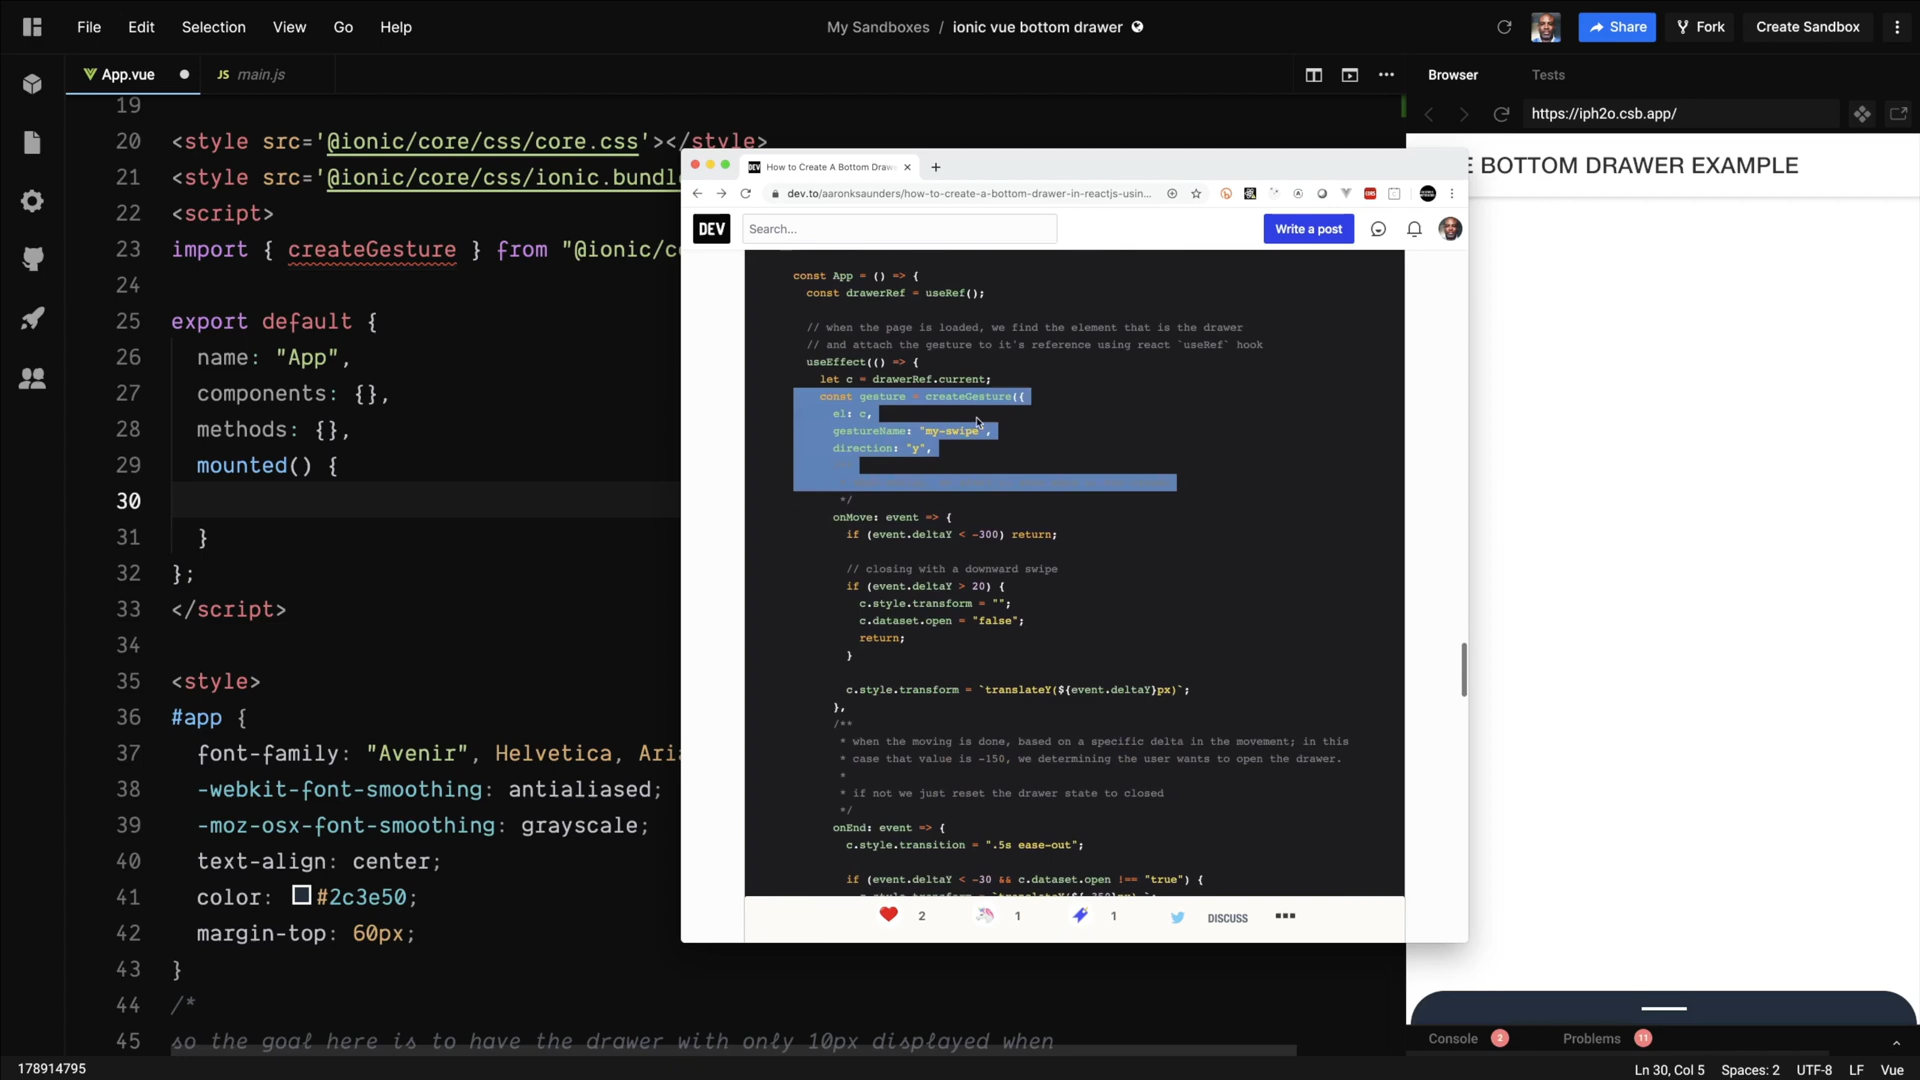 File Edit Selection View Go Help
My Sandboxes / ionic vue bottom drawer
Share Fork Create Sandbox
App.vue
JS main.js
Browser Tests
https://iph2o.csb.app/
E BOTTOM DRAWER EXAMPLE
19
20 <style src='@ionic/core/css/core.css'></style>
21 <style src='@ionic/core/css/ionic.bundl
22 <script>
23 import { createGesture } from "@ionic/c
24
25 export default {
26 name: "App",
27 components: {},
28 methods: {},
29 mounted() {
30
31 }
32 };
33 </script>
34
35 <style>
36 #app {
37 font-family: "Avenir", Helvetica, Aria
38 -webkit-font-smoothing: antialiased;
39 -moz-osx-font-smoothing: grayscale;
40 text-align: center;
41 color: #2c3e50;
42 margin-top: 60px;
43 }
44 /*
45 so the goal here is to have the drawer with only 10px displayed when
DEV How to Create A Bottom Draw
dev.to/aaronksaunders/how-to-create-a-bottom-drawer-in-reactjs-usin...
DEV Search... Write a post
const App = () => {
const drawerRef = useRef();
// when the page is loaded, we find the element that is the drawer
// and attach the gesture to it's reference using react `useRef` hook
useEffect(() => {
let c = drawerRef.current;
const gesture = createGesture({
el: c,
gestureName: "my-swipe",
direction: "y",
*/
onMove: event => {
if (event.deltaY < -300) return;
// closing with a downward swipe
if (event.deltaY > 20) {
c.style.transform = "";
c.dataset.open = "false";
return;
}
c.style.transform = `translateY(${event.deltaY}px)`;
},
/**
* when the moving is done, based on a specific delta in the movement; in this
* case that value is -150, we determining the user wants to open the drawer.
*
* if not we just reset the drawer state to closed
*/
onEnd: event => {
c.style.transition = ".5s ease-out";
if (event.deltaY < -30 && c.dataset.open !== "true") {
2 1 1 DISCUSS
Console 2 Problems 11
178914795
Ln 30, Col 5 Spaces: 2 UTF-8 LF Vue